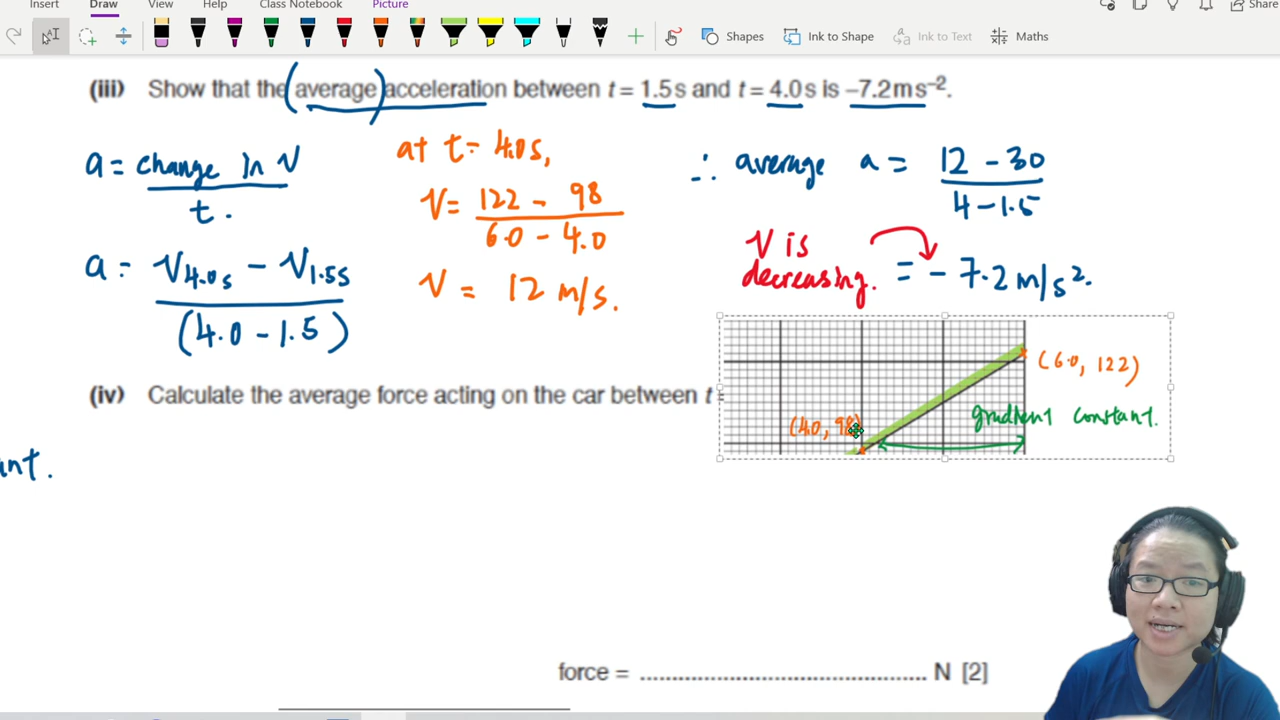 Insert Draw View Help Class Notebook Picture Share
Shapes Ink to Shape Ink to Text Maths
(iii) Show that the (average) acceleration between t = 1.5 s and t = 4.0 s is –7.2 m s⁻².
a = change in v / t.
a = v4.0s - v1.5s / (4.0 - 1.5)
at t = 4.0s,
v = 122 - 98 / 6.0 - 4.0
v = 12 m/s.
∴ average a = 12 - 30 / 4 - 1.5
v is decreasing.
= - 7.2 m/s².
(6.0, 122)
(4.0, 98)
gradient constant.
(iv) Calculate the average force acting on the car between t
ant.
force = .............................................. N [2]